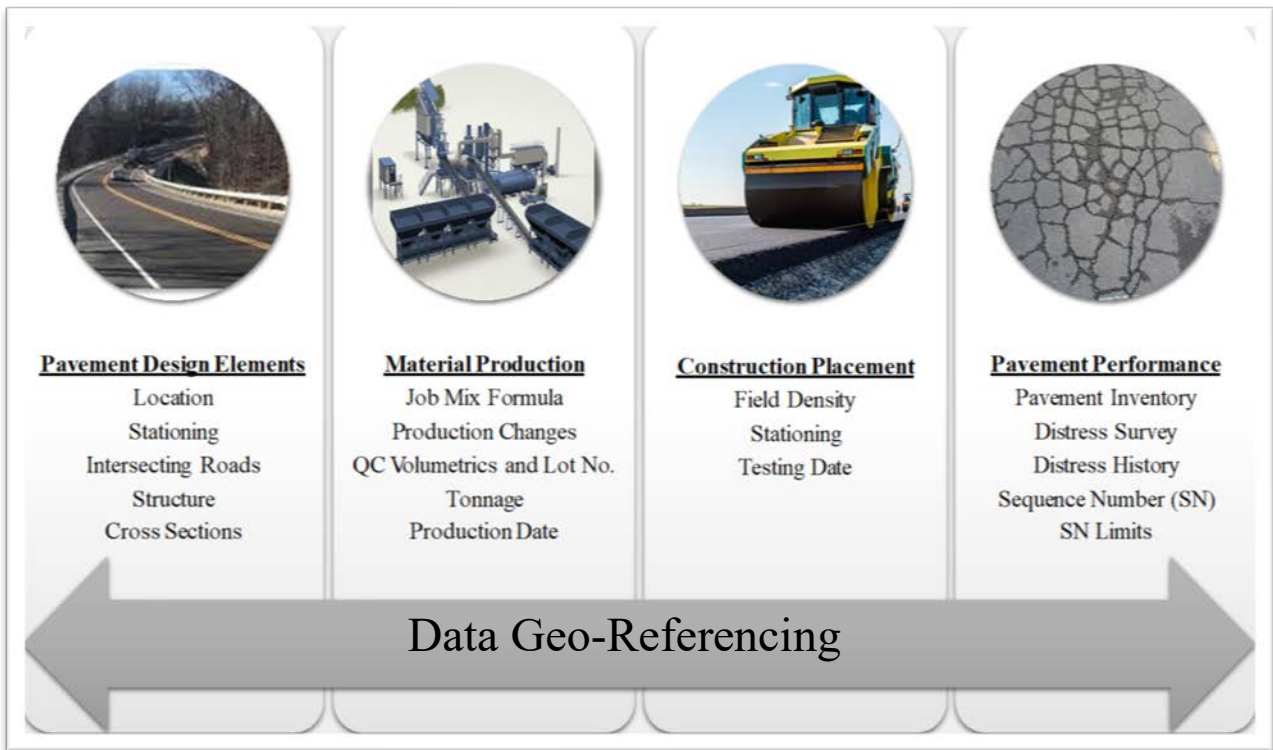 Pavement Design Elements
Location
Stationing
Intersecting Roads
Structure
Cross Sections
Material Production
Job Mix Formula
Production Changes
QC Volumetrics and Lot No.
Tonnage
Production Date
Construction Placement
Field Density
Stationing
Testing Date
Pavement Performance
Pavement Inventory
Distress Survey
Distress History
Sequence Number (SN)
SN Limits
Data Geo-Referencing